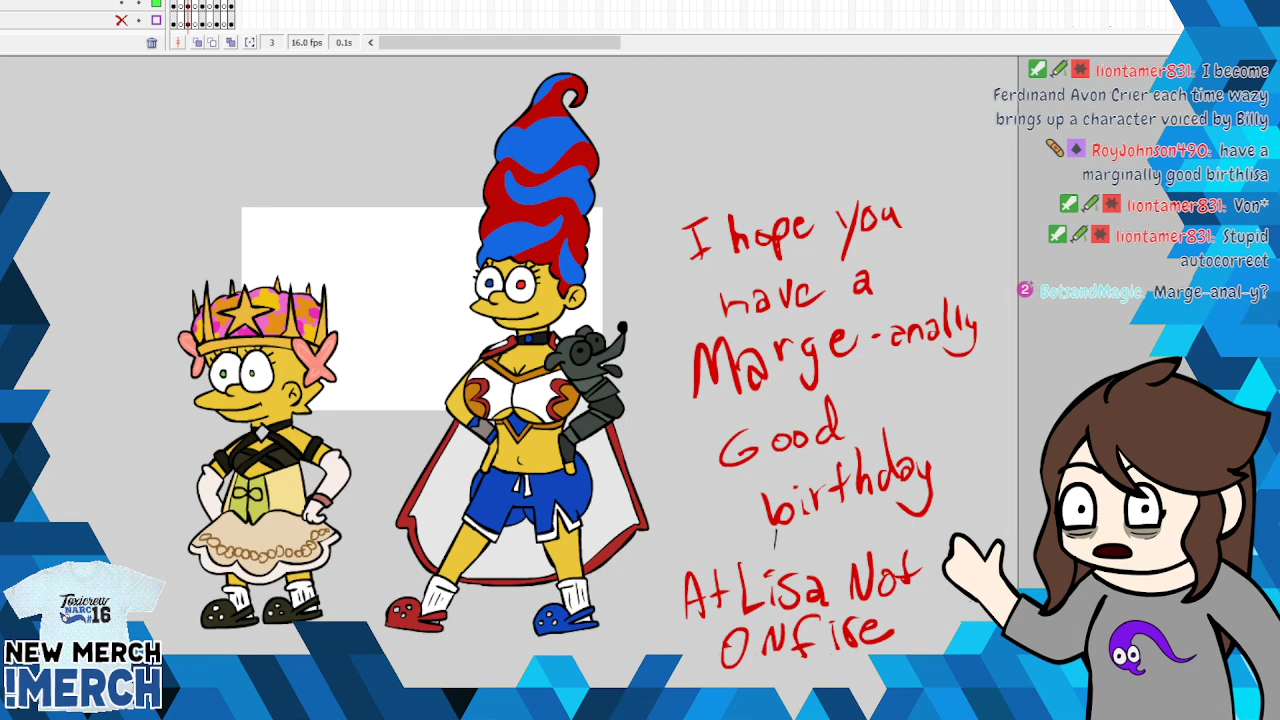 3 16.0 fps 0.1s
liontamer831: I become
Ferdinand Avon Crier each time wazy
brings up a character voiced by Billy
RoyJohnson490: have a
marginally good birthlisa
liontamer831: Von*
liontamer831: Stupid
autocorrect
2 BotsandMagic: Marge-anal-y?
I hope you
have a
Marge-anally
Good
birthday
At Lisa Not
ON fire
Toxicrew
NARC
#16
NEW MERCH
!MERCH